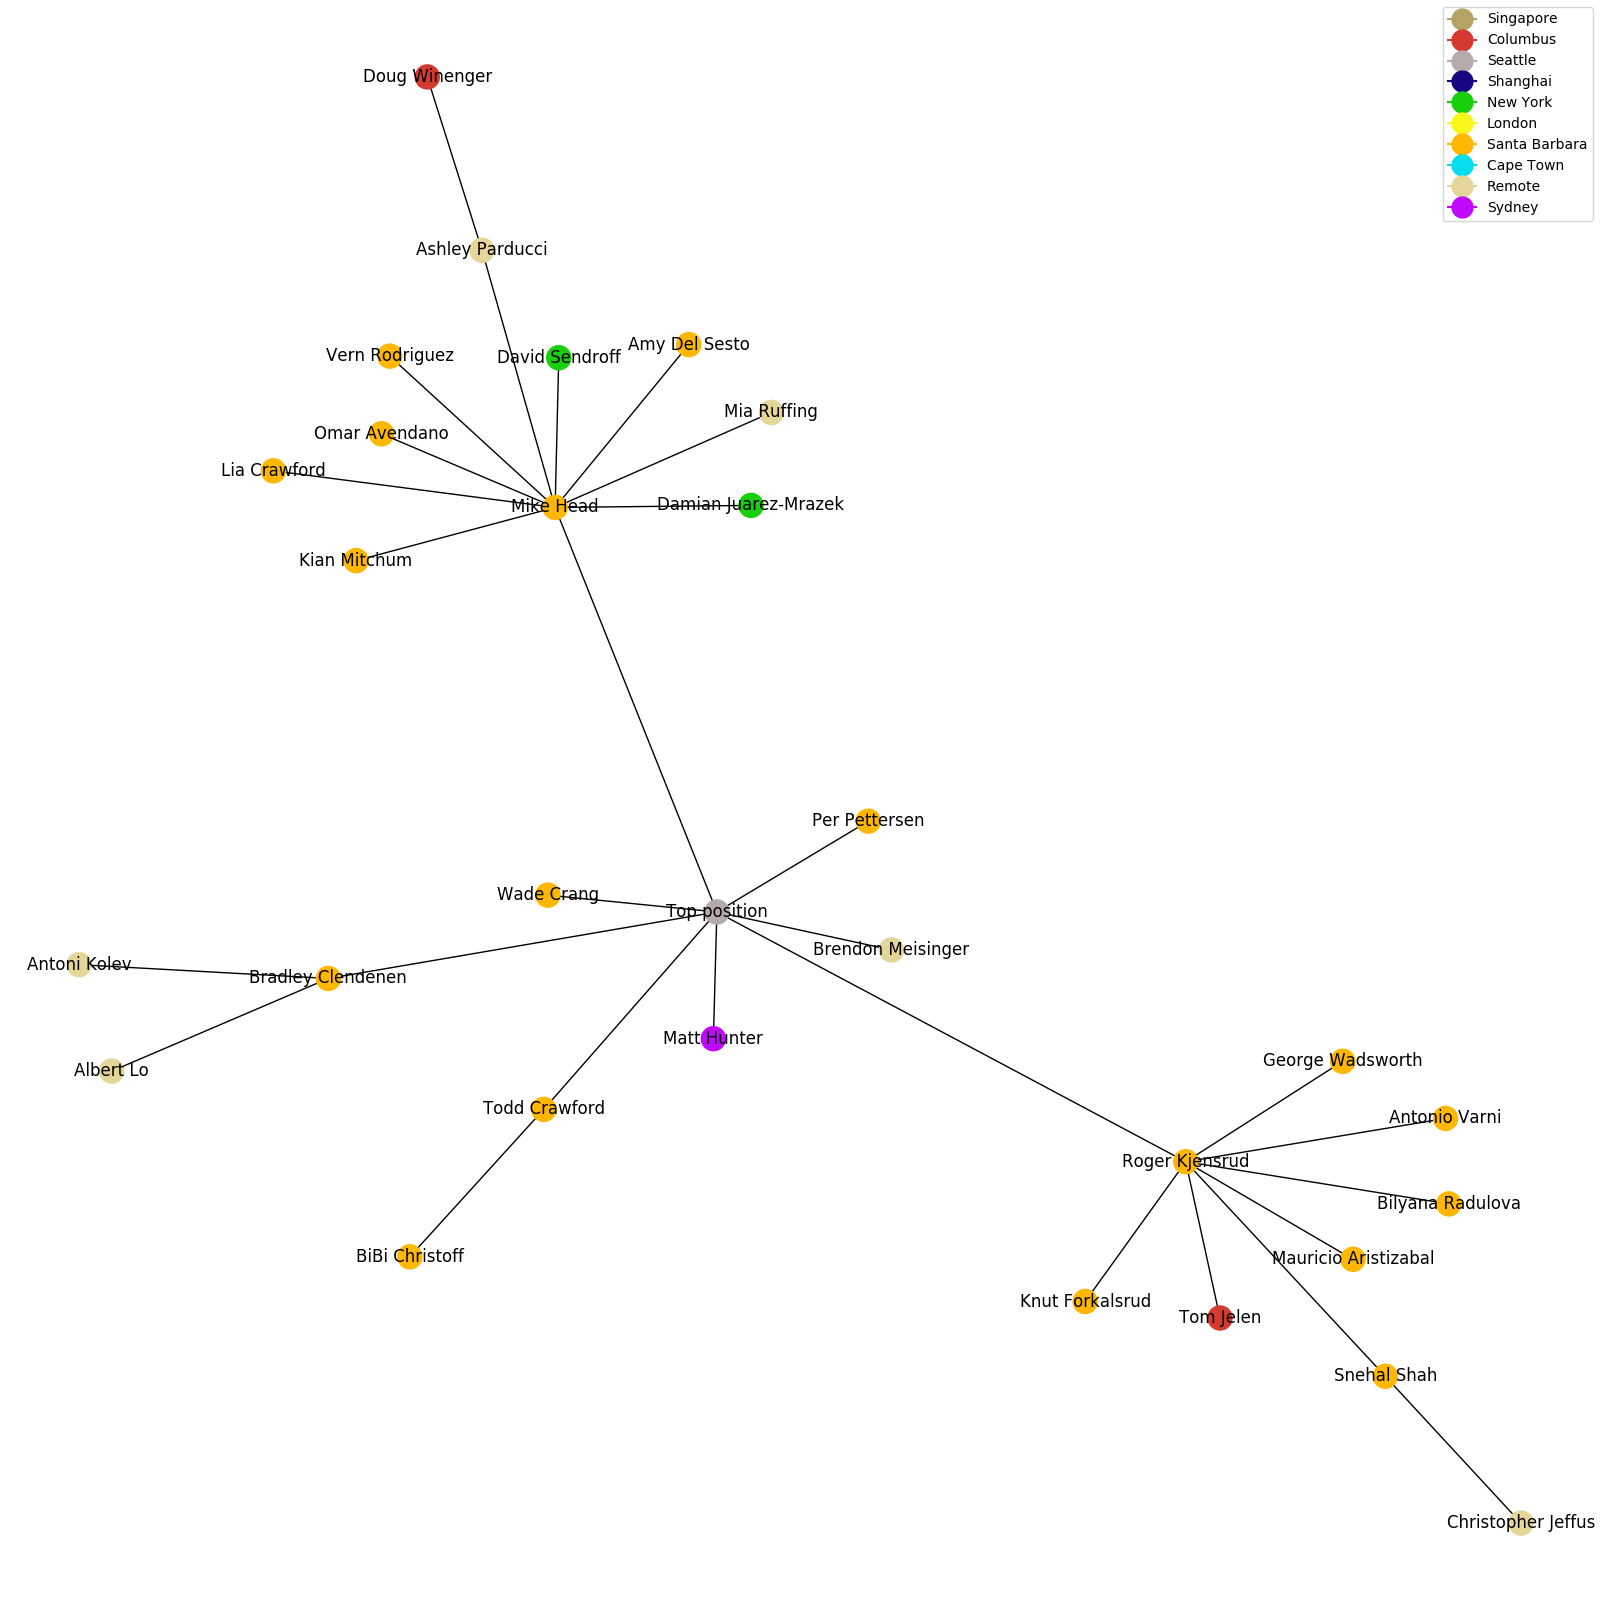 Singapore
Columbus
Seattle
Shanghai
New York
London
Santa Barbara
Cape Town
Remote
Sydney
Doug Winenger
Ashley Parducci
Amy Del Sesto
Vern Rodriguez
David Sendroff
Mia Ruffing
Omar Avendano
Lia Crawford
Mike Head
Damian Juarez-Mrazek
Kian Mitchum
Per Pettersen
Wade Crang
Top position
Brendon Meisinger
Antoni Kolev
Bradley Clendenen
Matt Hunter
Albert Lo
George Wadsworth
Todd Crawford
Antonio Varni
Roger Kjensrud
Bilyana Radulova
BiBi Christoff
Mauricio Aristizabal
Knut Forkalsrud
Tom Jelen
Snehal Shah
Christopher Jeffus